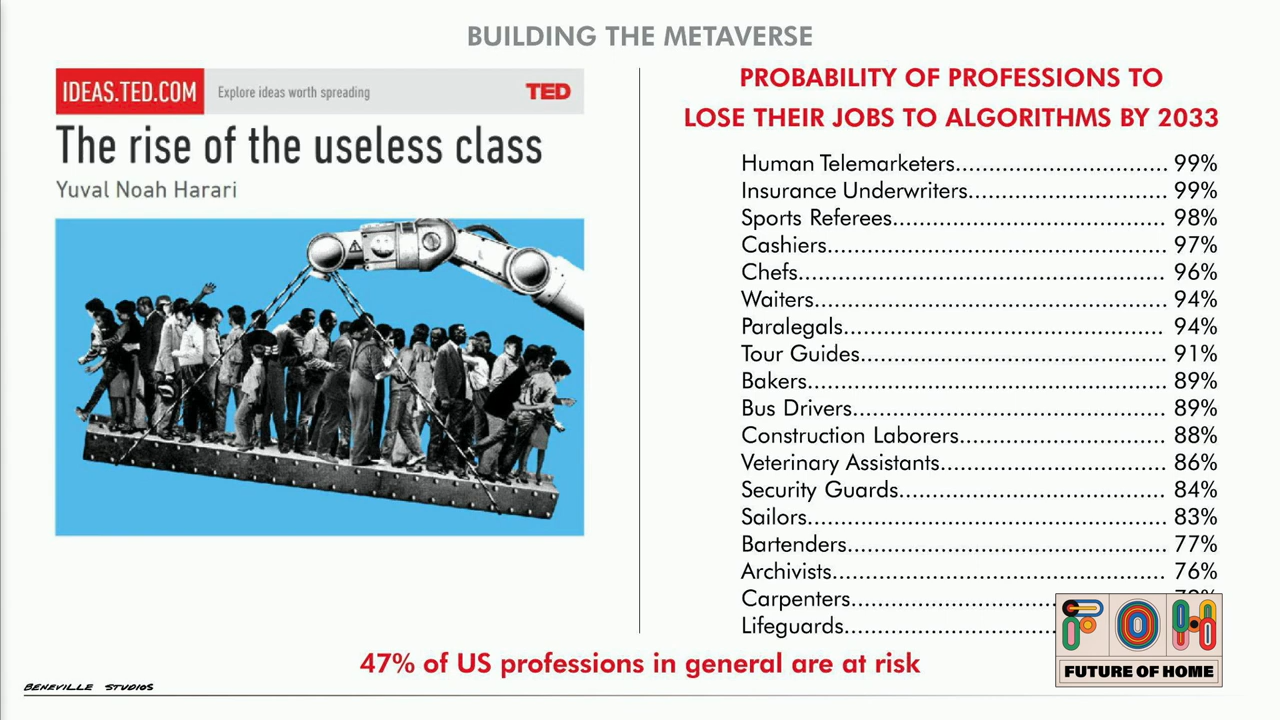 BUILDING THE METAVERSE
IDEAS.TED.COM Explore ideas worth spreading TED
The rise of the useless class
Yuval Noah Harari
PROBABILITY OF PROFESSIONS TO
LOSE THEIR JOBS TO ALGORITHMS BY 2033
Human Telemarketers................................ 99%
Insurance Underwriters.............................. 99%
Sports Referees......................................... 98%
Cashiers................................................... 97%
Chefs....................................................... 96%
Waiters..................................................... 94%
Paralegals................................................ 94%
Tour Guides.............................................. 91%
Bakers...................................................... 89%
Bus Drivers............................................... 89%
Construction Laborers............................... 88%
Veterinary Assistants.................................. 86%
Security Guards........................................ 84%
Sailors...................................................... 83%
Bartenders................................................ 77%
Archivists.................................................. 76%
Carpenters...............................
Lifeguards................................
47% of US professions in general are at risk
BENEVILLE STUDIOS
FOH
FUTURE OF HOME